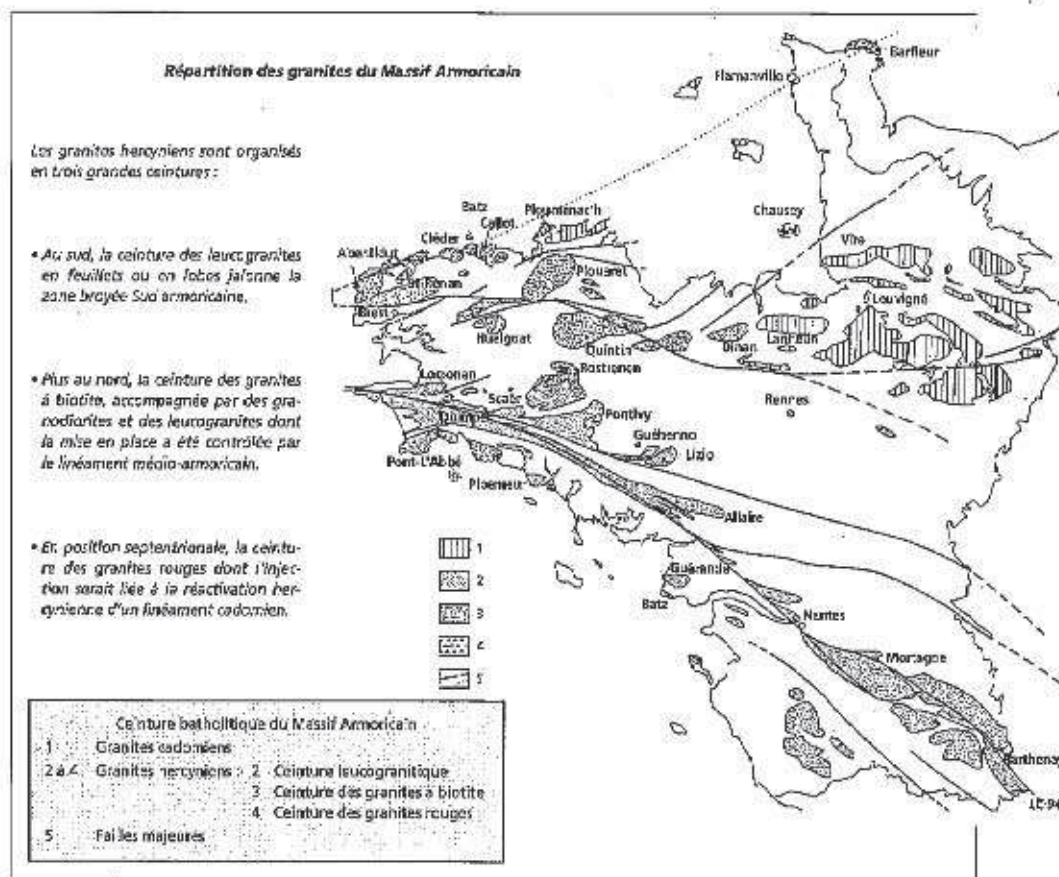 Répartition des granites du Massif Armoricain
Les granites hercyniens sont organisés
en trois grandes ceintures :
• Au sud, la ceinture des leucogranites
en feuillets ou en lobes jalonne la
zone broyée Sud armoricaine.
• Plus au nord, la ceinture des granites
à biotite, accompagnée par des gra-
nodiorites et des leucogranites dont
la mise en place a été contrôlée par
le linéament médio-armoricain.
• En position septentrionale, la ceintu-
re des granites rouges dont l'injec-
tion serait liée à la réactivation her-
cynienne d'un linéament cadomien.
Barfleur
Flamanville
Batz
Callot
Ploumanac'h
Cléder
Chausey
Vire
Aber-Ildut
St-Renan
Plouaret
Louvigné
Brest
Huelgoat
Quintin
Dinan
Lanhélin
Rostrenen
Locronan
Scaër
Rennes
Quimper
Pontivy
Guéhenno
Lizio
Pont-L'Abbé
Ploemeur
Allaire
Guérande
Batz
Nantes
Mortagne
Parthenay
LE-94
1
2
3
4
5
Ceinture batholitique du Massif Armoricain
1 Granites cadomiens
2 à 4 Granites hercyniens : 2 Ceinture leucogranitique
3 Ceinture des granites à biotite
4 Ceinture des granites rouges
5 Failles majeures